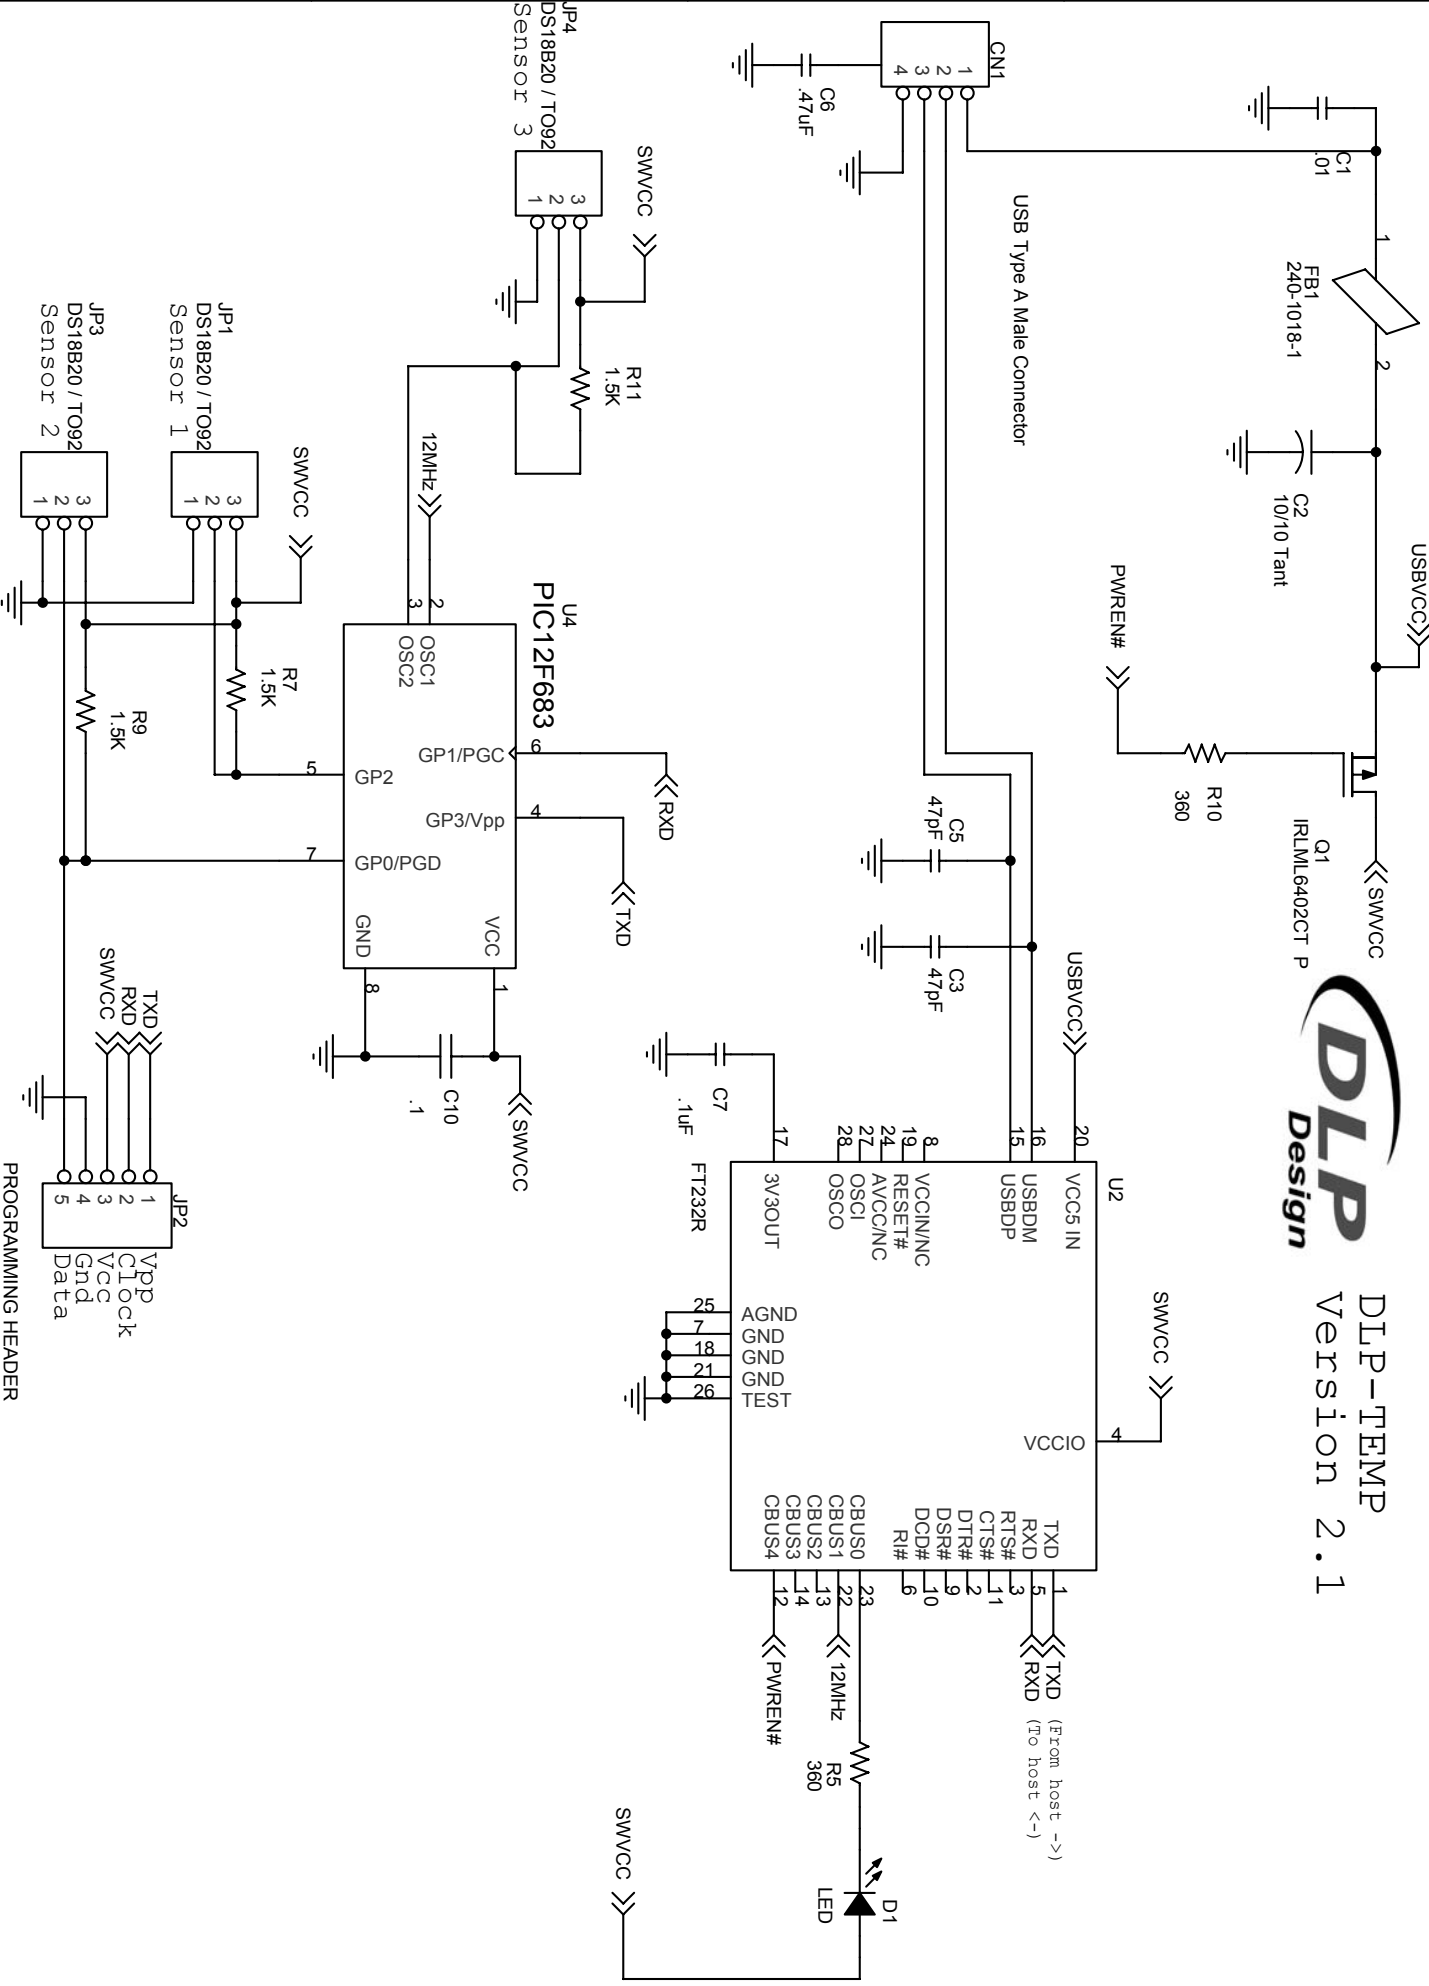 DLP Design
DLP-TEMP
Version 2.1
USBVCC
SWVCC
PWREN#
R10
360
Q1
IRLML6402CT P
C1
.01
1
2
FB1
240-1018-1
C2
10/10 Tant
CN1
1
2
3
4
C6
.47uF
USB Type A Male Connector
C5
47pF
C3
47pF
USBVCC
SWVCC
U2
20
VCC5 IN
16
USBDM
15
USBDP
8
VCCIN/NC
19
RESET#
24
AVCC/NC
27
OSCI
28
OSCO
17
3V3OUT
FT232R
C7
.1uF
25
AGND
7
GND
18
GND
21
GND
26
TEST
VCCIO
4
TXD
1
RXD
5
RTS#
3
CTS#
11
DTR#
2
DSR#
9
DCD#
10
RI#
6
CBUS0
23
CBUS1
22
CBUS2
13
CBUS3
14
CBUS4
12
TXD (From host ->)
RXD (To host <-)
12MHz
PWREN#
R5
360
D1
LED
SWVCC
JP4
DS18B20 / TO92
Sensor 3
3
2
1
SWVCC
R11
1.5K
12MHz
U4
PIC12F683
2
OSC1
3
OSC2
GP1/PGC
6
RXD
GP3/Vpp
4
TXD
GP2
5
GP0/PGD
7
VCC
1
GND
8
C10
.1
SWVCC
JP1
DS18B20 / TO92
Sensor 1
3
2
1
SWVCC
R7
1.5K
JP3
DS18B20 / TO92
Sensor 2
3
2
1
R9
1.5K
TXD
RXD
SWVCC
JP2
1
2
3
4
5
Vpp
Clock
Vcc
Gnd
Data
PROGRAMMING HEADER